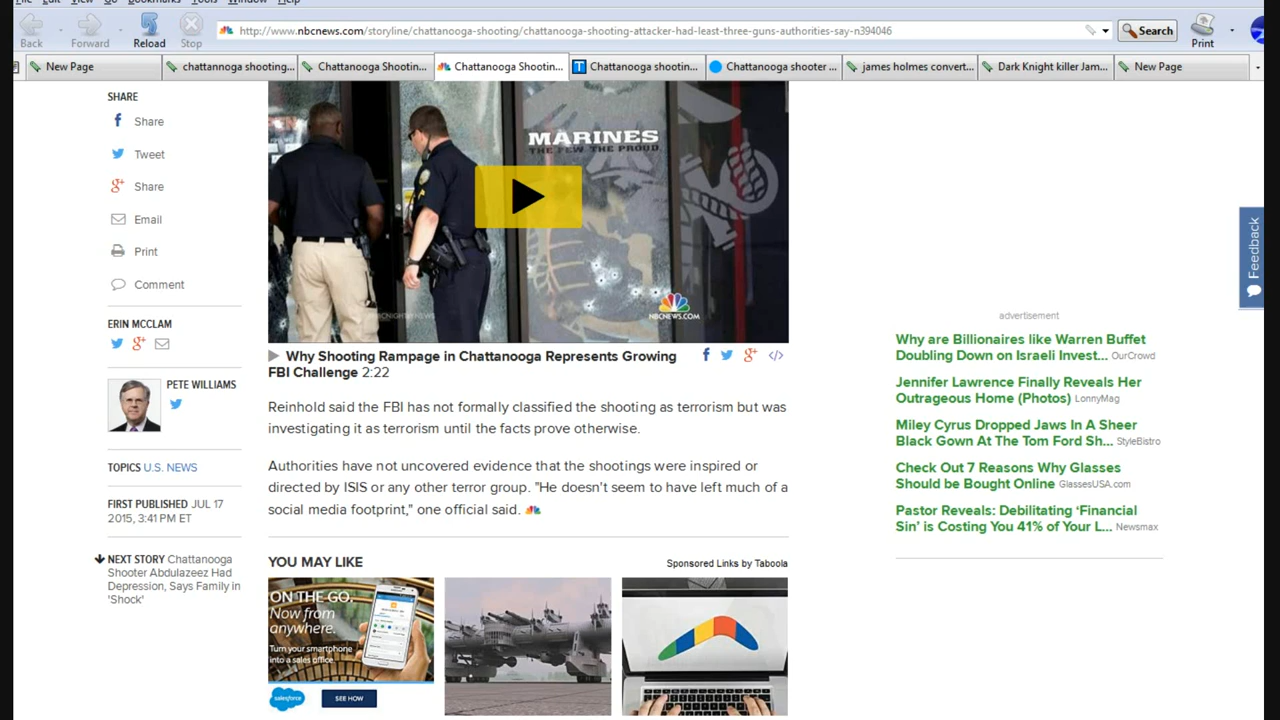 File Edit View Go Bookmarks Tools Window Help
Back Forward Reload Stop
http://www.nbcnews.com/storyline/chattanooga-shooting/chattanooga-shooting-attacker-had-least-three-guns-authorities-say-n394046
Search
Print
New Page
chattannoga shooting...
Chattanooga Shootin...
Chattanooga Shootin...
Chattanooga shootin...
Chattanooga shooter ...
james holmes convert...
Dark Knight killer Jam...
New Page
SHARE
Share
Tweet
Share
Email
Print
Comment
ERIN MCCLAM
PETE WILLIAMS
TOPICS U.S. NEWS
FIRST PUBLISHED JUL 17
2015, 3:41 PM ET
NEXT STORY Chattanooga
Shooter Abdulazeez Had
Depression, Says Family in
'Shock'
MARINES
THE FEW. THE PROUD.
NBCNEWS.COM
Why Shooting Rampage in Chattanooga Represents Growing
FBI Challenge 2:22
Reinhold said the FBI has not formally classified the shooting as terrorism but was
investigating it as terrorism until the facts prove otherwise.
Authorities have not uncovered evidence that the shootings were inspired or
directed by ISIS or any other terror group. "He doesn't seem to have left much of a
social media footprint," one official said.
YOU MAY LIKE
Sponsored Links by Taboola
ON THE GO.
Now from
anywhere.
Turn your smartphone
into a sales office.
salesforce
SEE HOW
Feedback
advertisement
Why are Billionaires like Warren Buffet
Doubling Down on Israeli Invest... OurCrowd
Jennifer Lawrence Finally Reveals Her
Outrageous Home (Photos) LonnyMag
Miley Cyrus Dropped Jaws In A Sheer
Black Gown At The Tom Ford Sh... StyleBistro
Check Out 7 Reasons Why Glasses
Should be Bought Online GlassesUSA.com
Pastor Reveals: Debilitating ‘Financial
Sin’ is Costing You 41% of Your L... Newsmax